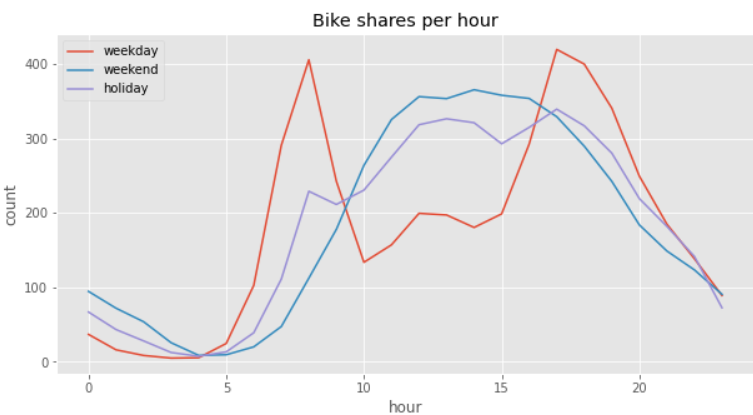 Bike shares per hour
weekday
weekend
holiday
400
300
200
100
0
count
0 5 10 15 20
hour